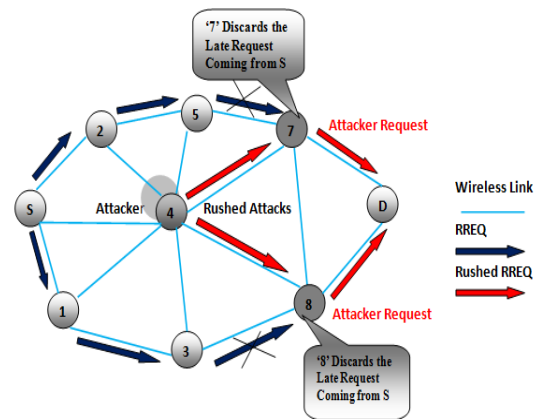 ‘7’ Discards the
Late Request
Coming from S
5
2
7
Attacker Request
S
Attacker
4
Rushed Attacks
D
Wireless Link
RREQ
Rushed RREQ
1
8
Attacker Request
3
‘8’ Discards the
Late Request
Coming from S